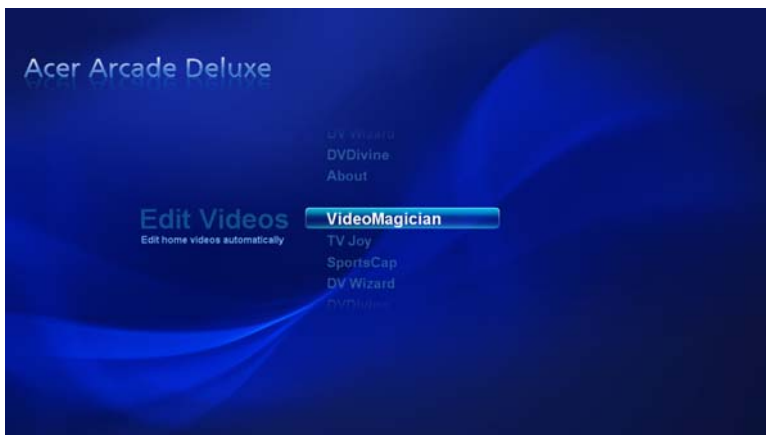 Acer Arcade Deluxe
DV Wizard
DVDivine
About
Edit Videos
Edit home videos automatically
VideoMagician
TV Joy
SportsCap
DV Wizard
DVDivine